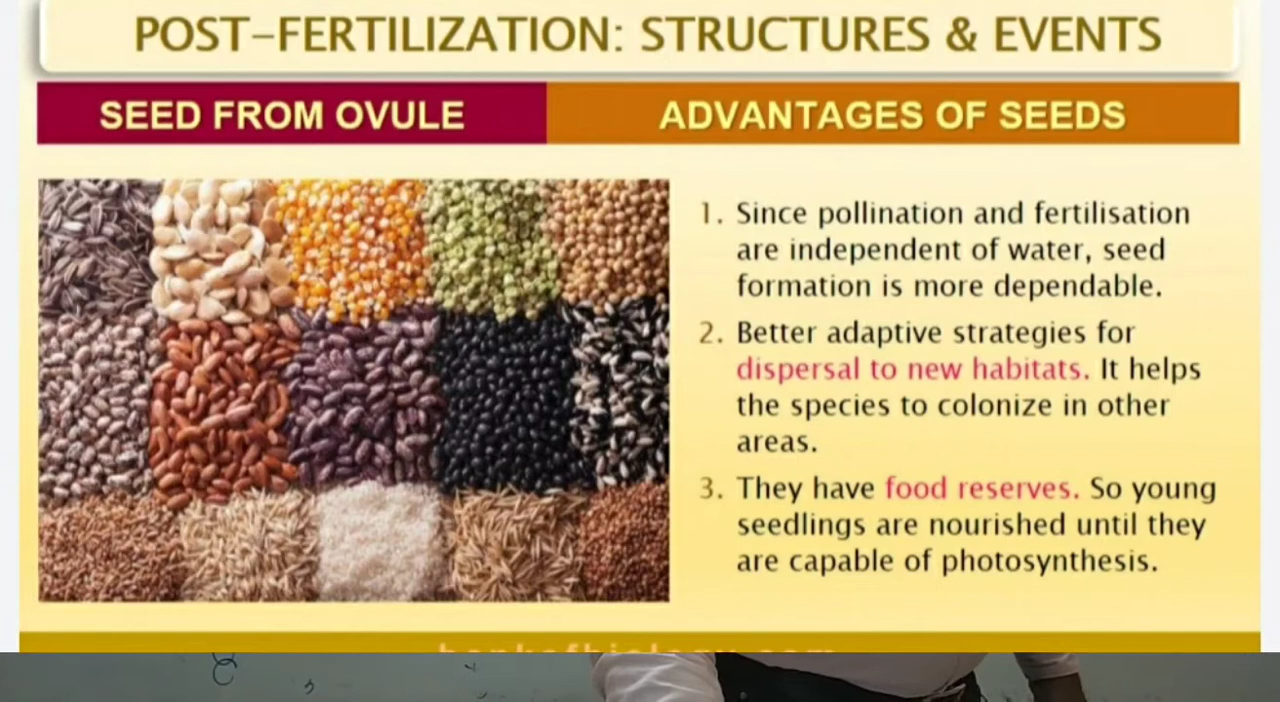 POST–FERTILIZATION: STRUCTURES & EVENTS
SEED FROM OVULE
ADVANTAGES OF SEEDS
1. Since pollination and fertilisation
are independent of water, seed
formation is more dependable.
2. Better adaptive strategies for
dispersal to new habitats. It helps
the species to colonize in other
areas.
3. They have food reserves. So young
seedlings are nourished until they
are capable of photosynthesis.